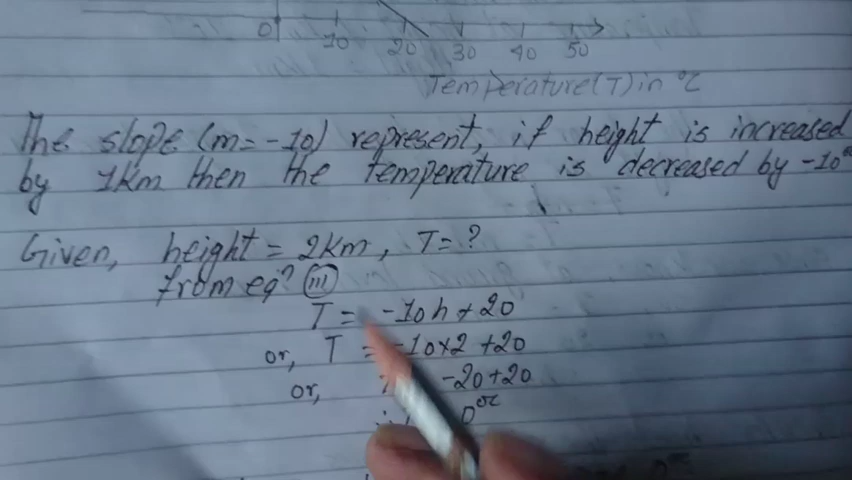 0 10 20 30 40 50
Temperature(T) in °C
The slope (m=-10) represent, if height is increased
by 1km then the temperature is decreased by -10°c
Given, height = 2km, T=?
from eqn (III)
T = -10h+20
or, T = -10×2 +20
or, -20+20
0°c